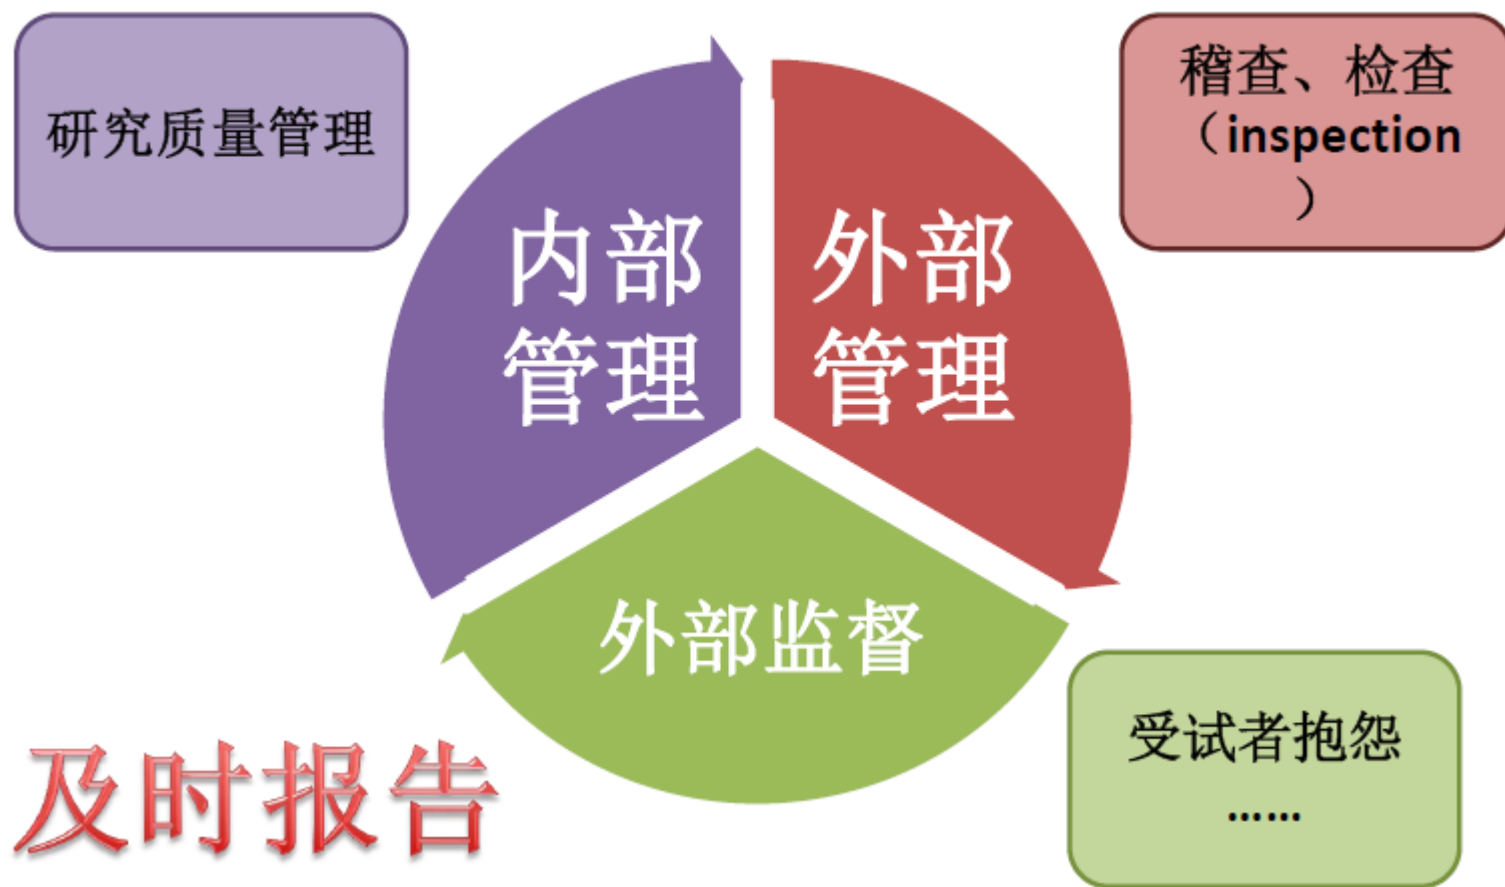 研究质量管理
稽查、检查
（inspection
）
内部
管理
外部
管理
外部监督
受试者抱怨
……
及时报告